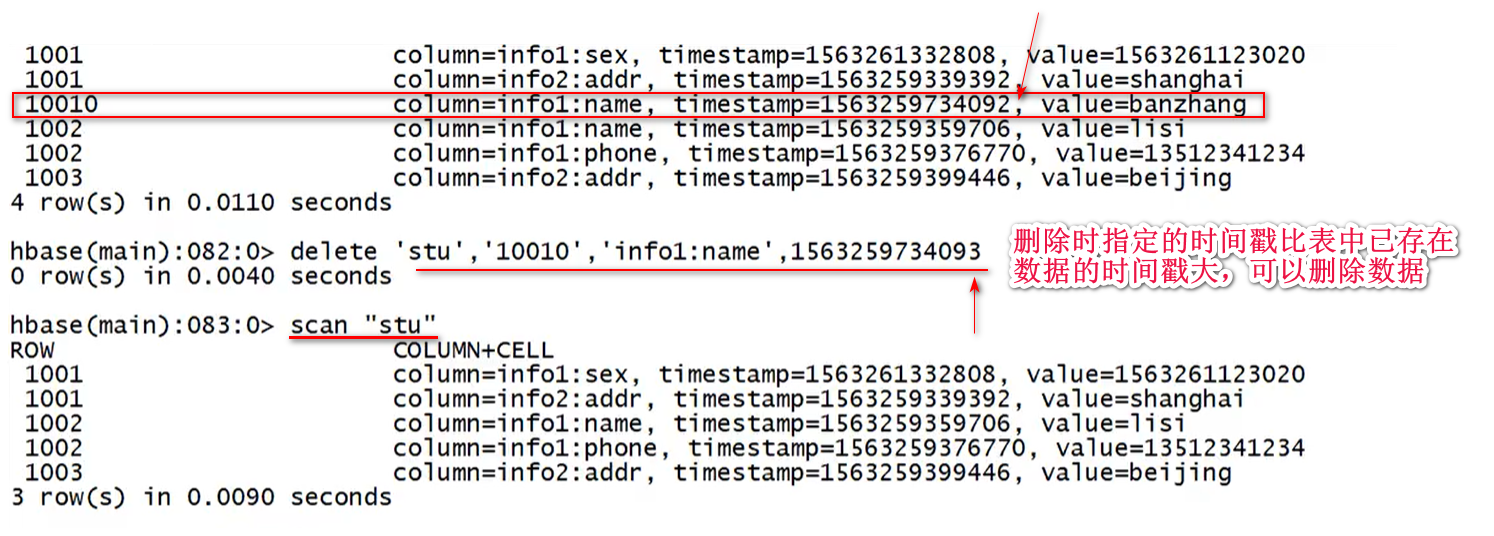 1001 column=info1:sex, timestamp=1563261332808, value=1563261123020
1001 column=info2:addr, timestamp=1563259339392, value=shanghai
10010 column=info1:name, timestamp=1563259734092, value=banzhang
1002 column=info1:name, timestamp=1563259359706, value=lisi
1002 column=info1:phone, timestamp=1563259376770, value=13512341234
1003 column=info2:addr, timestamp=1563259399446, value=beijing
4 row(s) in 0.0110 seconds
hbase(main):082:0> delete 'stu','10010','info1:name',1563259734093
0 row(s) in 0.0040 seconds
删除时指定的时间戳比表中已存在
数据的时间戳大，可以删除数据
hbase(main):083:0> scan "stu"
ROW COLUMN+CELL
1001 column=info1:sex, timestamp=1563261332808, value=1563261123020
1001 column=info2:addr, timestamp=1563259339392, value=shanghai
1002 column=info1:name, timestamp=1563259359706, value=lisi
1002 column=info1:phone, timestamp=1563259376770, value=13512341234
1003 column=info2:addr, timestamp=1563259399446, value=beijing
3 row(s) in 0.0090 seconds